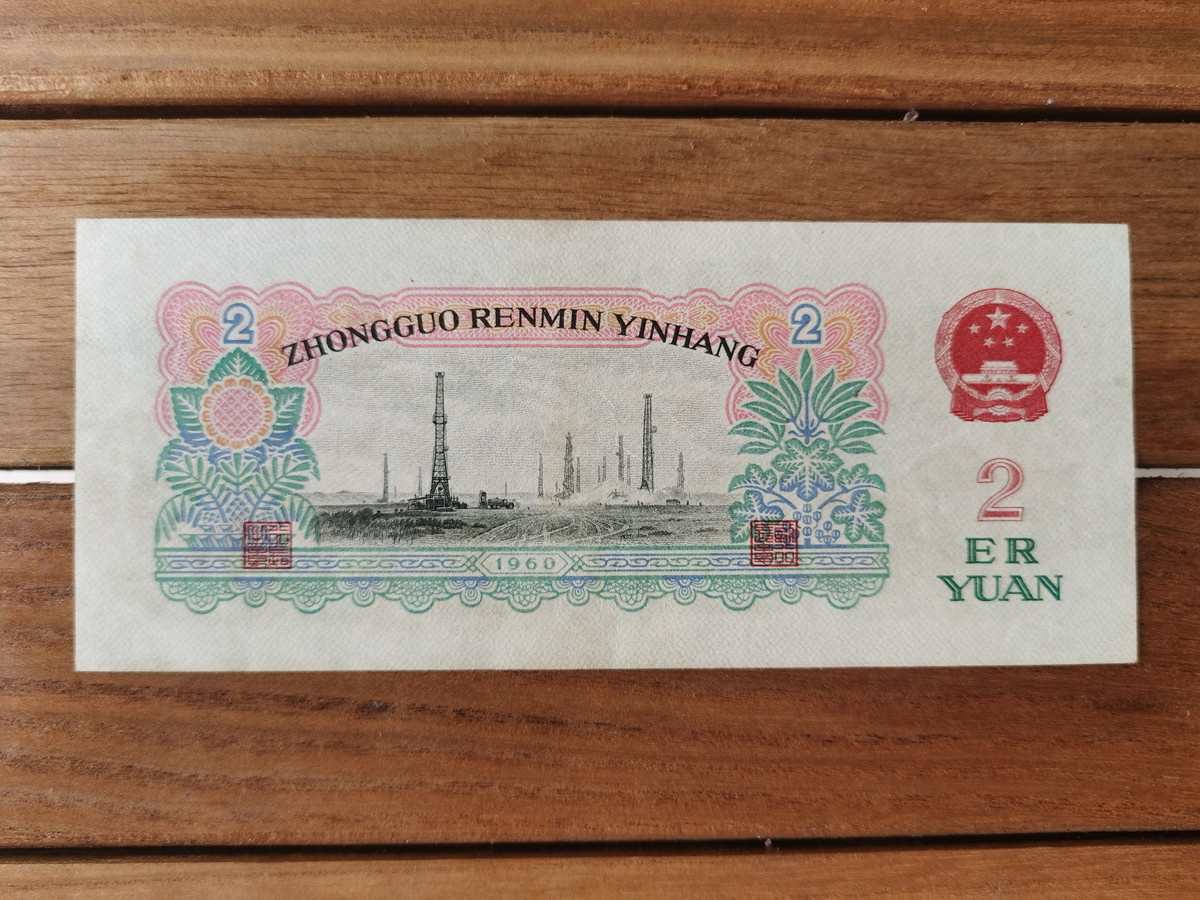 2 2
ZHONGGUO RENMIN YINHANG
1960
2
ER
YUAN